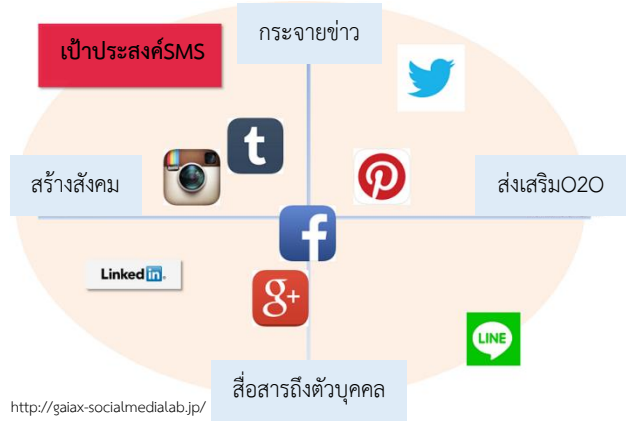 เป้าประสงค์SMS
กระจายข่าว
สร้างสังคม
ส่งเสริมO2O
Linked in.
g+
LINE
สื่อสารถึงตัวบุคคล
http://gaiax-socialmedialab.jp/